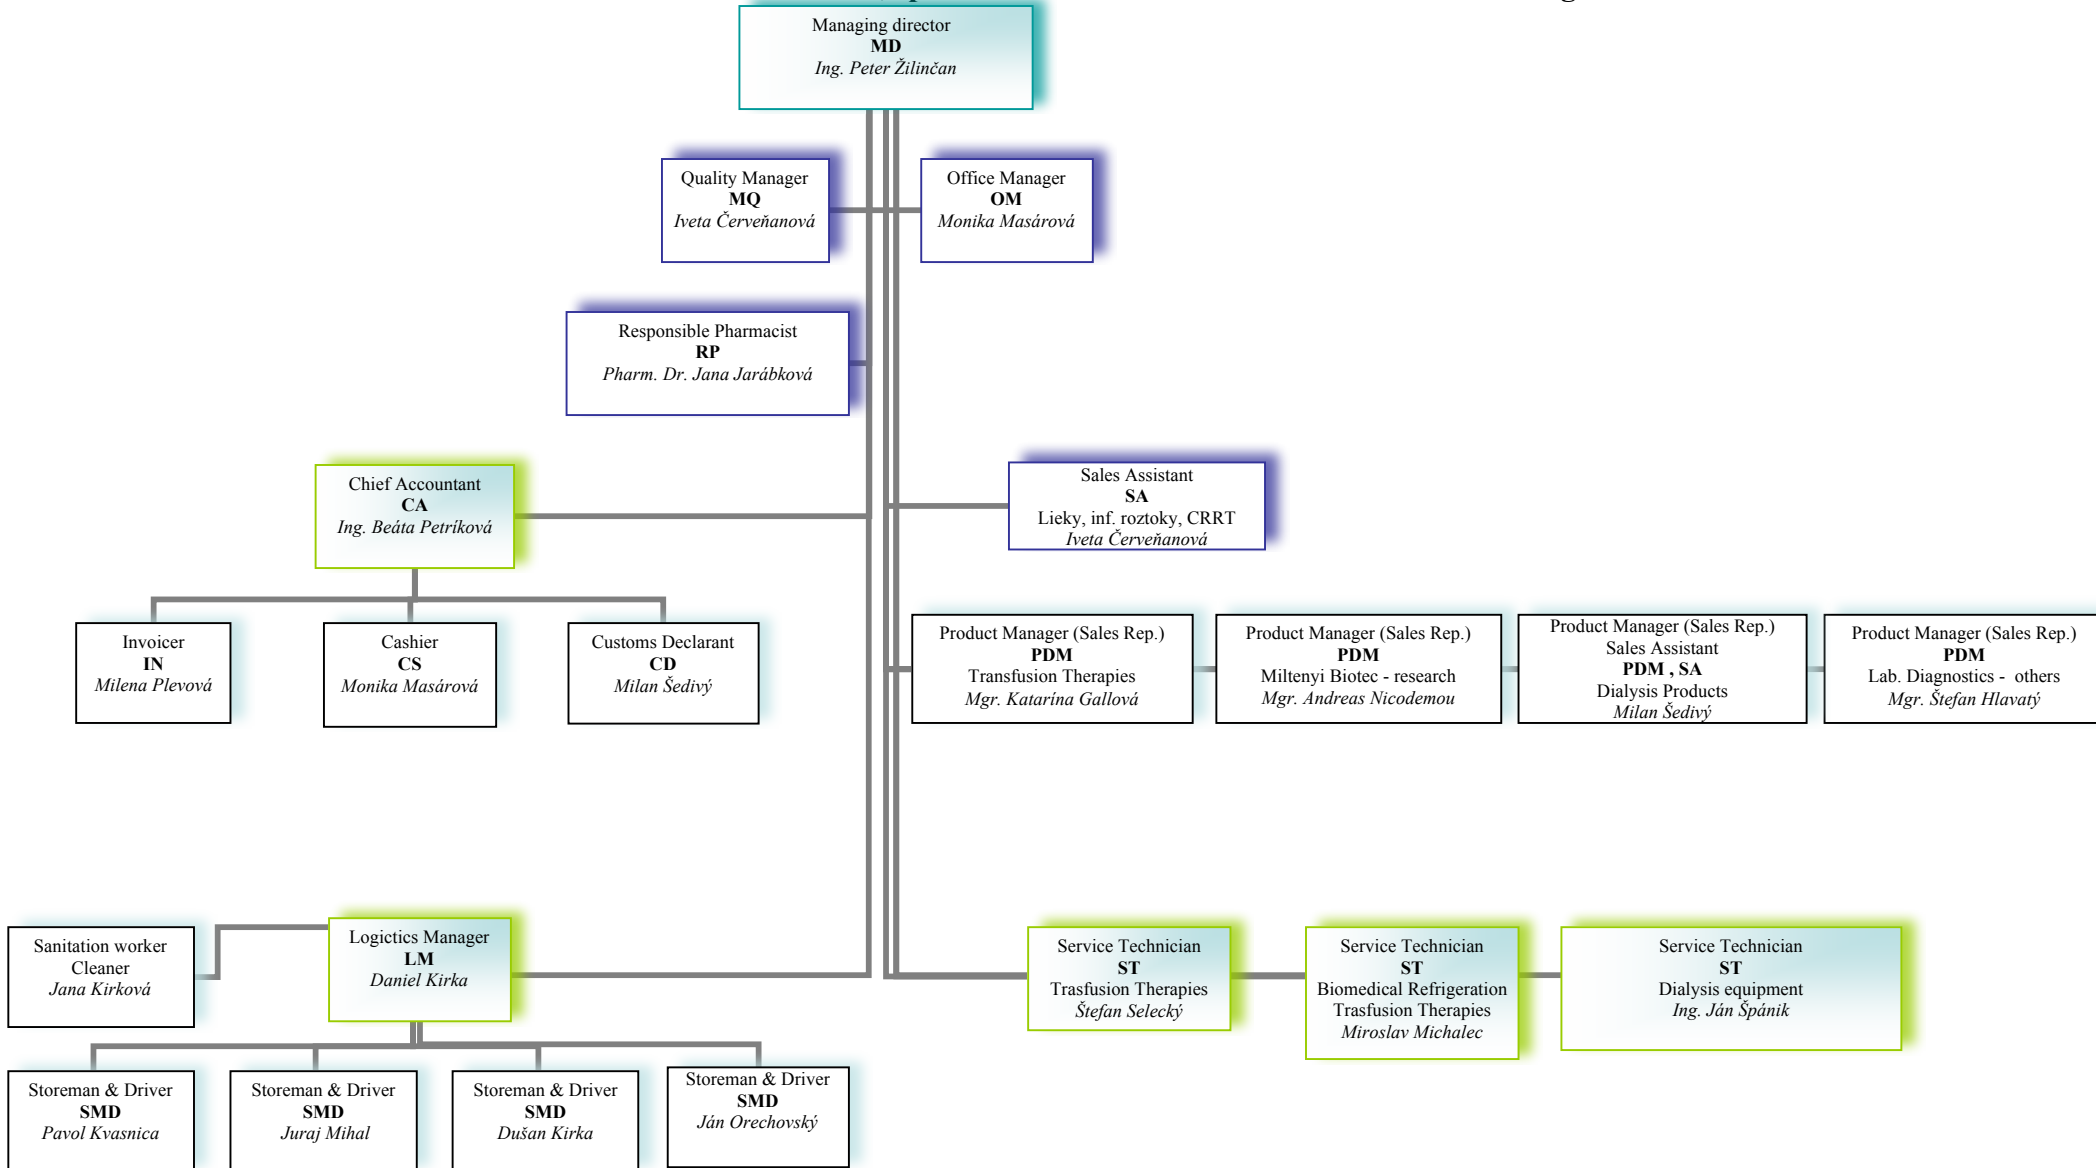 Managing director
MD
Ing. Peter Žilinčan
Quality Manager
MQ
Iveta Červeňanová
Office Manager
OM
Monika Masárová
Responsible Pharmacist
RP
Pharm. Dr. Jana Jarábková
Chief Accountant
CA
Ing. Beáta Petríková
Sales Assistant
SA
Lieky, inf. roztoky, CRRT
Iveta Červeňanová
Invoicer
IN
Milena Plevová
Cashier
CS
Monika Masárová
Customs Declarant
CD
Milan Šedivý
Product Manager (Sales Rep.)
PDM
Transfusion Therapies
Mgr. Katarína Gallová
Product Manager (Sales Rep.)
PDM
Miltenyi Biotec - research
Mgr. Andreas Nicodemou
Product Manager (Sales Rep.)
Sales Assistant
PDM , SA
Dialysis Products
Milan Šedivý
Product Manager (Sales Rep.)
PDM
Lab. Diagnostics - others
Mgr. Štefan Hlavatý
Sanitation worker
Cleaner
Jana Kirková
Logictics Manager
LM
Daniel Kirka
Service Technician
ST
Trasfusion Therapies
Štefan Selecký
Service Technician
ST
Biomedical Refrigeration
Trasfusion Therapies
Miroslav Michalec
Service Technician
ST
Dialysis equipment
Ing. Ján Špánik
Storeman & Driver
SMD
Pavol Kvasnica
Storeman & Driver
SMD
Juraj Mihal
Storeman & Driver
SMD
Dušan Kirka
Storeman & Driver
SMD
Ján Orechovský